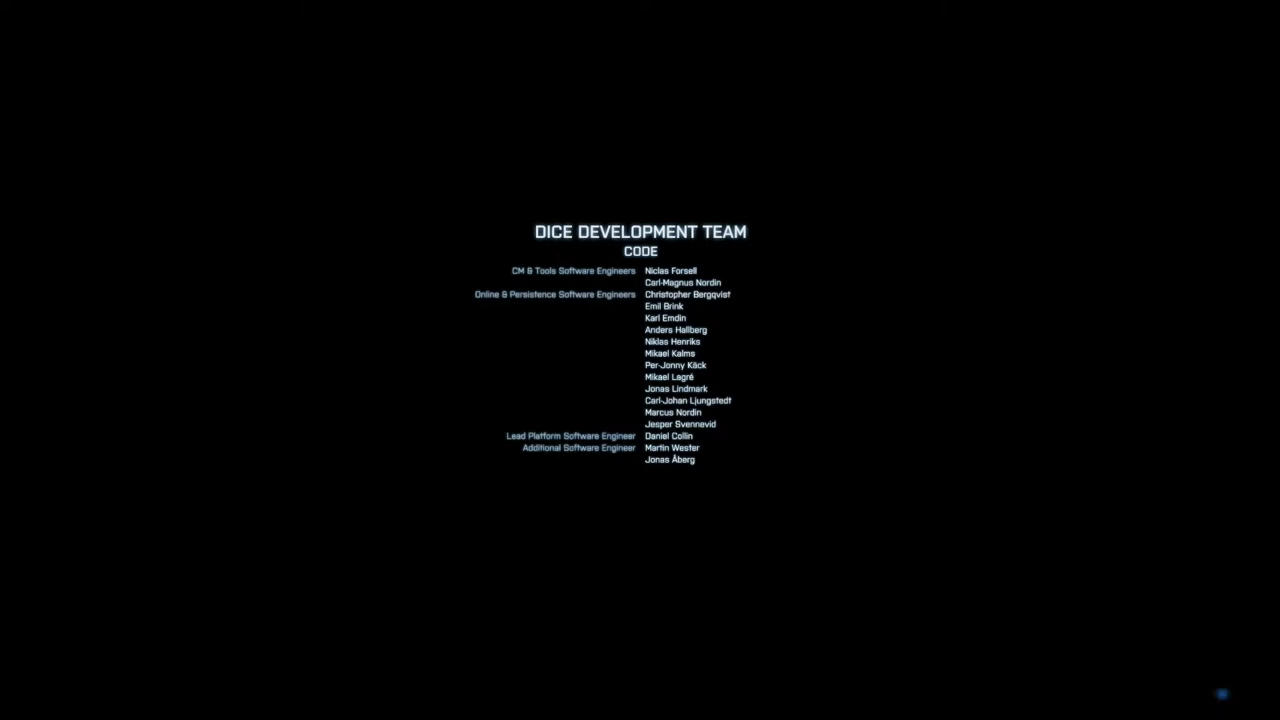 DICE DEVELOPMENT TEAM
CODE
CM & Tools Software Engineers Niclas Forsell
Carl-Magnus Nordin
Online & Persistence Software Engineers Christopher Bergqvist
Emil Brink
Karl Emdin
Anders Hallberg
Niklas Henriks
Mikael Kalms
Per-Jonny Käck
Mikael Lagré
Jonas Lindmark
Carl-Johan Ljungstedt
Marcus Nordin
Jesper Svennevid
Lead Platform Software Engineer Daniel Collin
Additional Software Engineer Martin Wester
Jonas Åberg